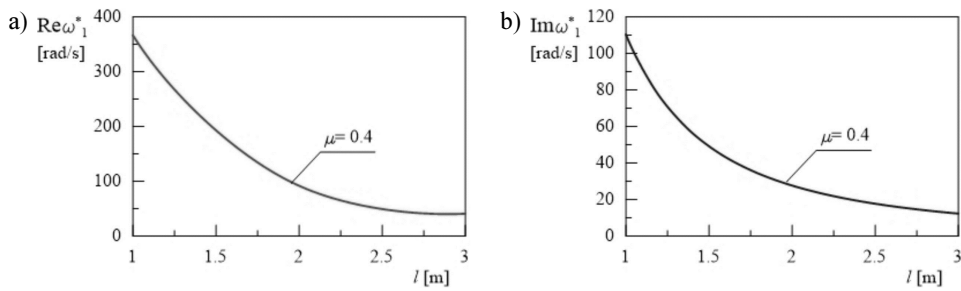 a) Reω*1
[rad/s]
400
300
200
100
0
μ= 0.4
1 1.5 2 2.5 3
l [m]
b) Imω*1
[rad/s]
120
100
80
60
40
20
0
μ= 0.4
1 1.5 2 2.5 3
l [m]